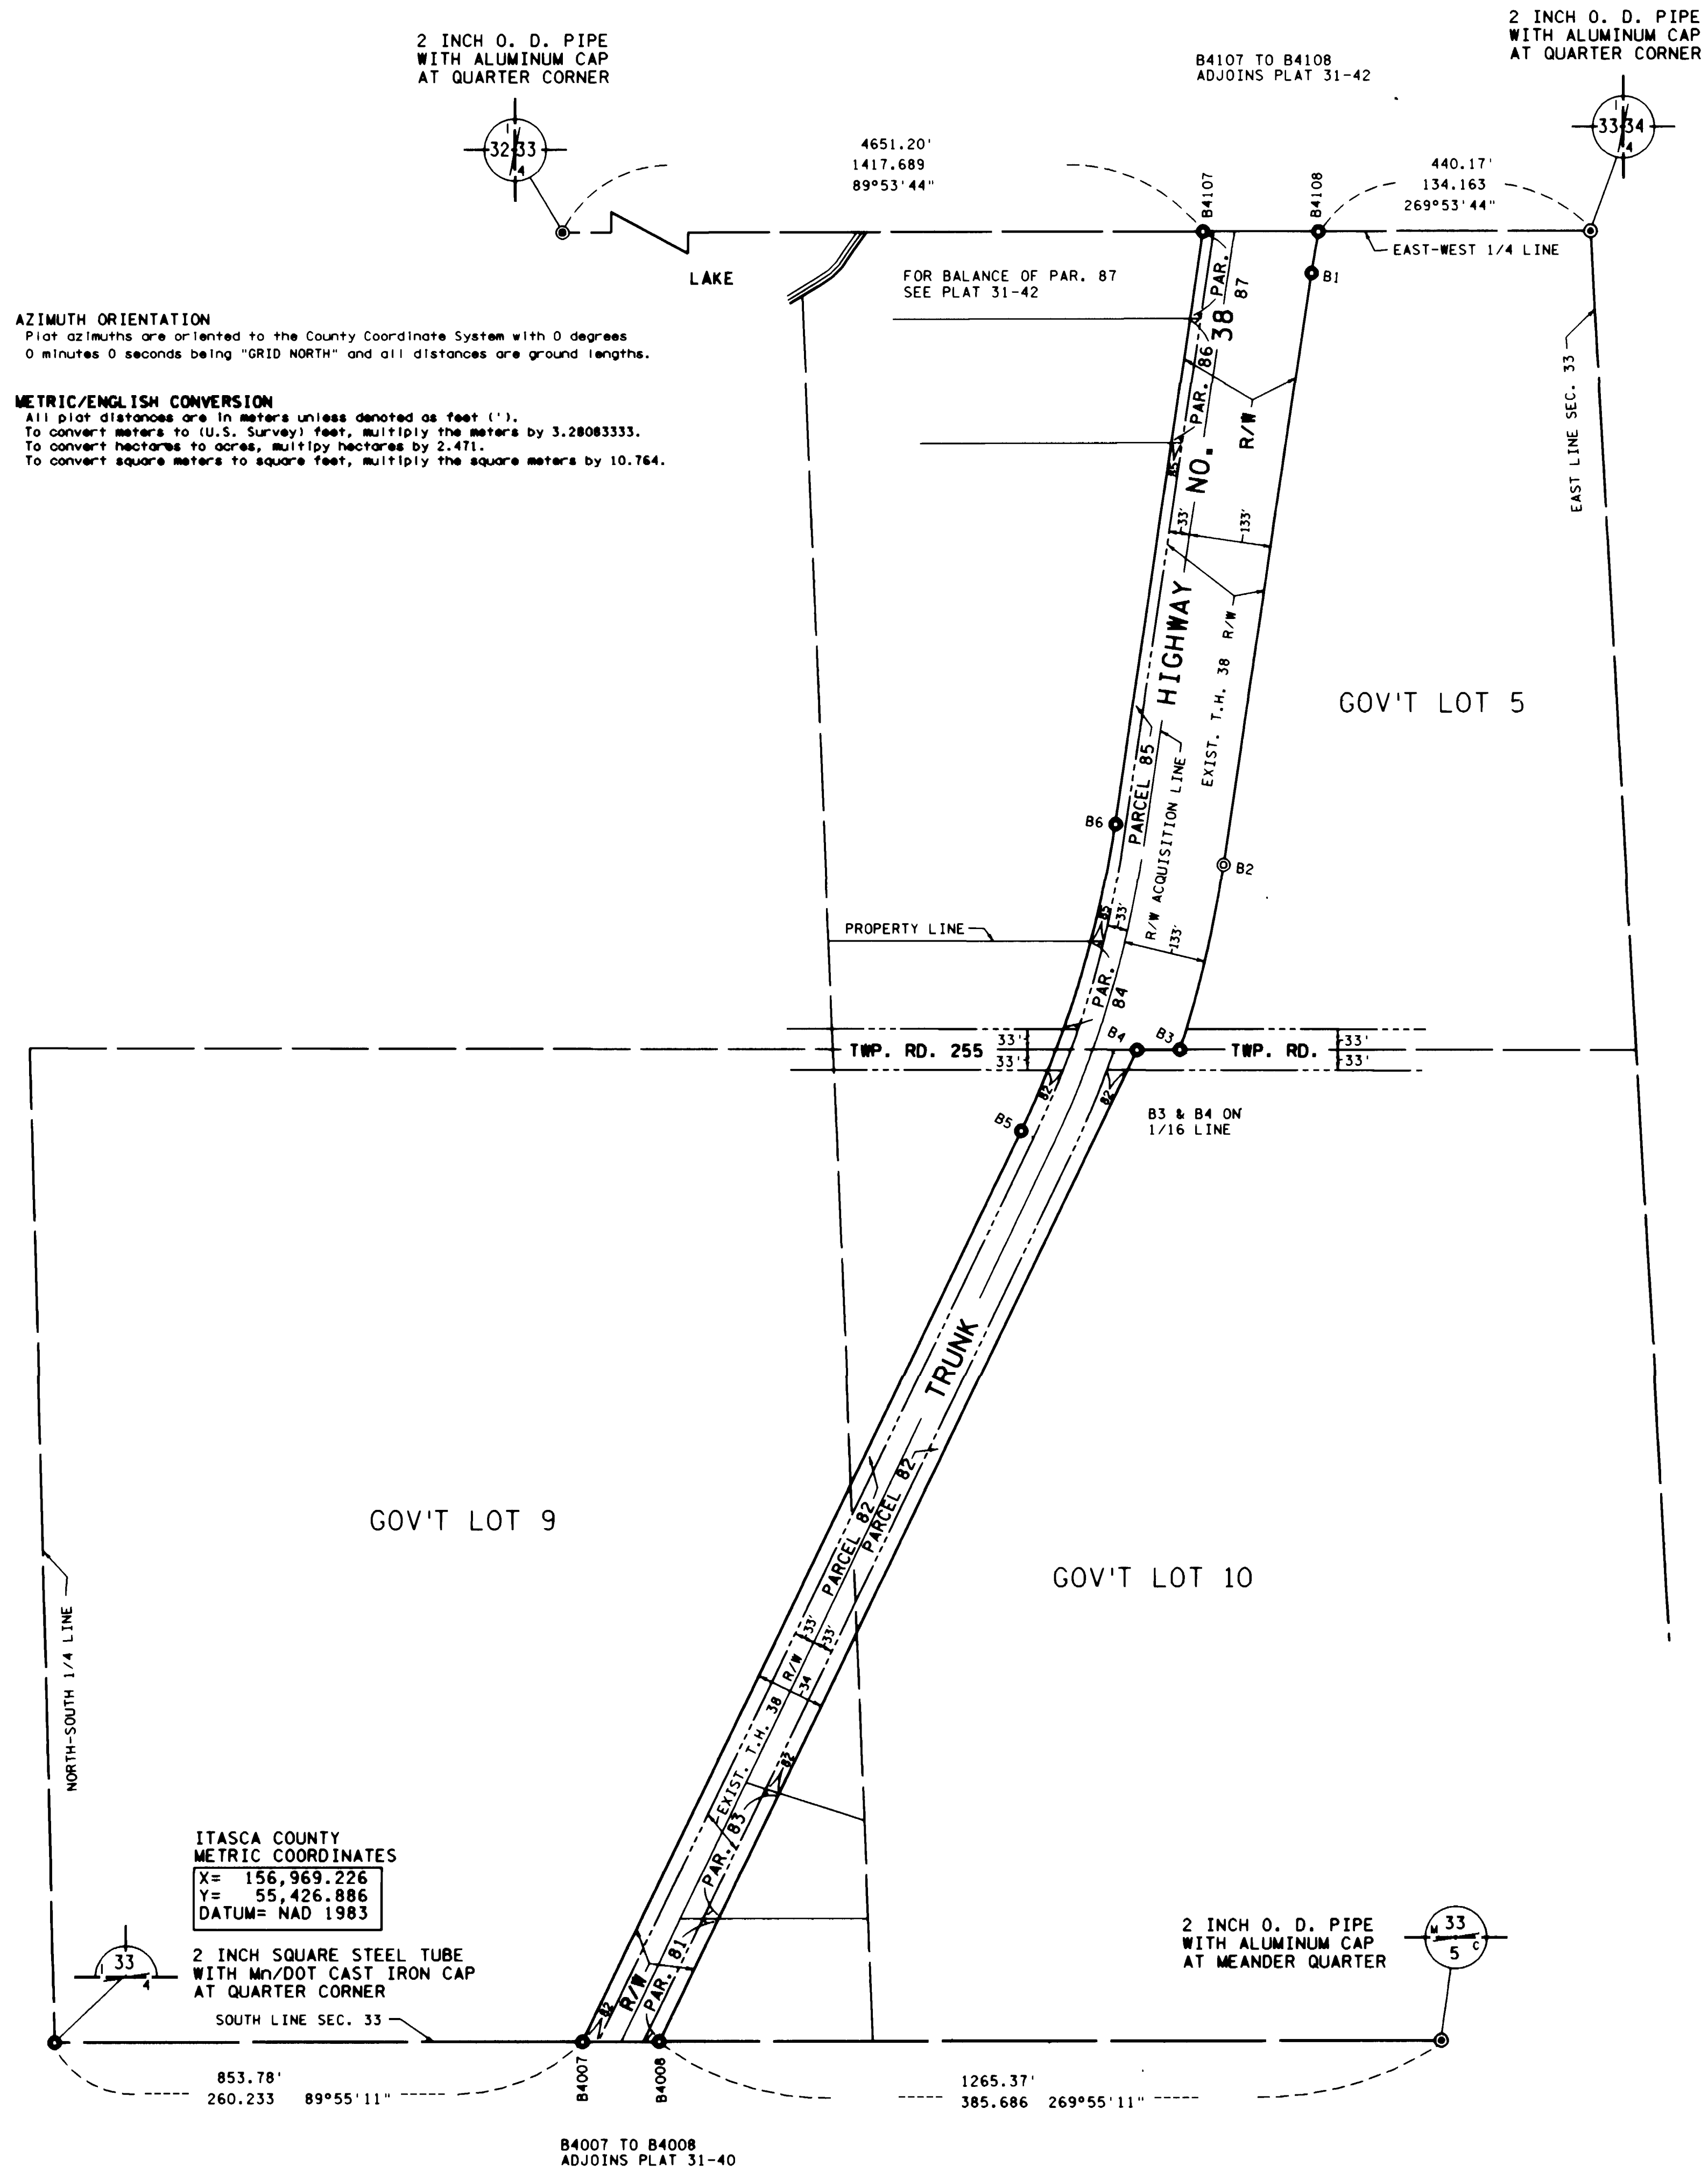 2 INCH O. D. PIPE
WITH ALUMINUM CAP
AT QUARTER CORNER
1
32 33
4
B4107 TO B4108
ADJOINS PLAT 31-42
2 INCH O. D. PIPE
WITH ALUMINUM CAP
AT QUARTER CORNER
1
33 34
4
4651.20'
1417.689
89°53'44"
440.17'
134.163
269°53'44"
B4107
B4108
EAST-WEST 1/4 LINE
B1
LAKE
FOR BALANCE OF PAR. 87
SEE PLAT 31-42
AZIMUTH ORIENTATION
Plat azimuths are oriented to the County Coordinate System with 0 degrees
0 minutes 0 seconds being "GRID NORTH" and all distances are ground lengths.
METRIC/ENGLISH CONVERSION
All plat distances are in meters unless denoted as feet (').
To convert meters to (U.S. Survey) feet, multiply the meters by 3.28083333.
To convert hectares to acres, multipy hectares by 2.471.
To convert square meters to square feet, multiply the square meters by 10.764.
PAR.
87
38
PAR. 86
R/W
85
NO.
33'
133'
EAST LINE SEC. 33
HIGHWAY
EXIST. T.H. 38 R/W
GOV'T LOT 5
PARCEL 85
R/W ACQUISITION LINE
B6
B2
85
33'
133'
PROPERTY LINE
PAR.
84
B4
B3
TWP. RD. 255
33'
33'
TWP. RD.
33'
33'
82
82
B5
B3 & B4 ON
1/16 LINE
TRUNK
PARCEL 82
PARCEL 82
GOV'T LOT 9
GOV'T LOT 10
NORTH-SOUTH 1/4 LINE
33'
33'
34
EXIST. T.H. 38 R/W
82
PAR. 83
ITASCA COUNTY
METRIC COORDINATES
X= 156,969.226
Y= 55,426.886
DATUM= NAD 1983
1
33
4
2 INCH SQUARE STEEL TUBE
WITH Mn/DOT CAST IRON CAP
AT QUARTER CORNER
2 INCH O. D. PIPE
WITH ALUMINUM CAP
AT MEANDER QUARTER
M 33
5 C
PAR. 81
R/W
82
SOUTH LINE SEC. 33
B4007
B4008
853.78'
260.233 89°55'11"
1265.37'
385.686 269°55'11"
B4007 TO B4008
ADJOINS PLAT 31-40